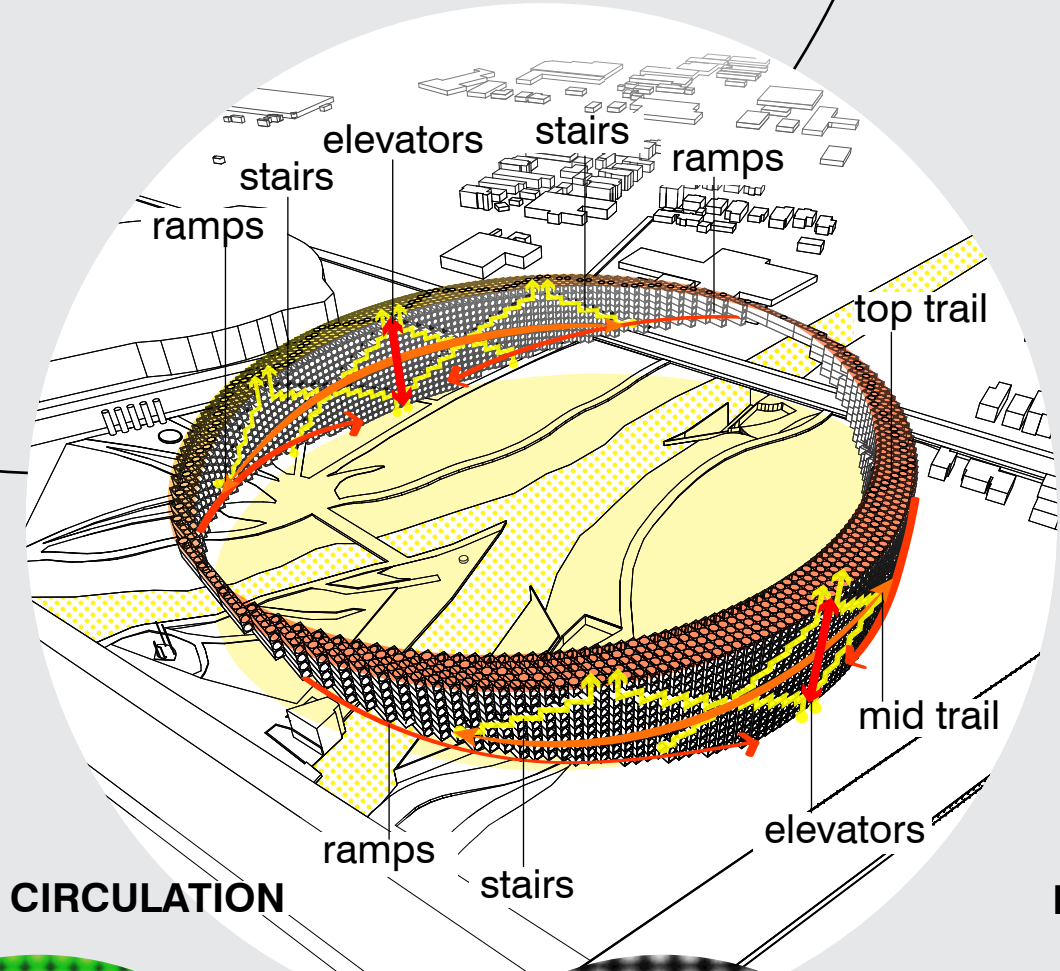 stairs
elevators
ramps
stairs
ramps
top trail
mid trail
elevators
ramps
stairs
CIRCULATION